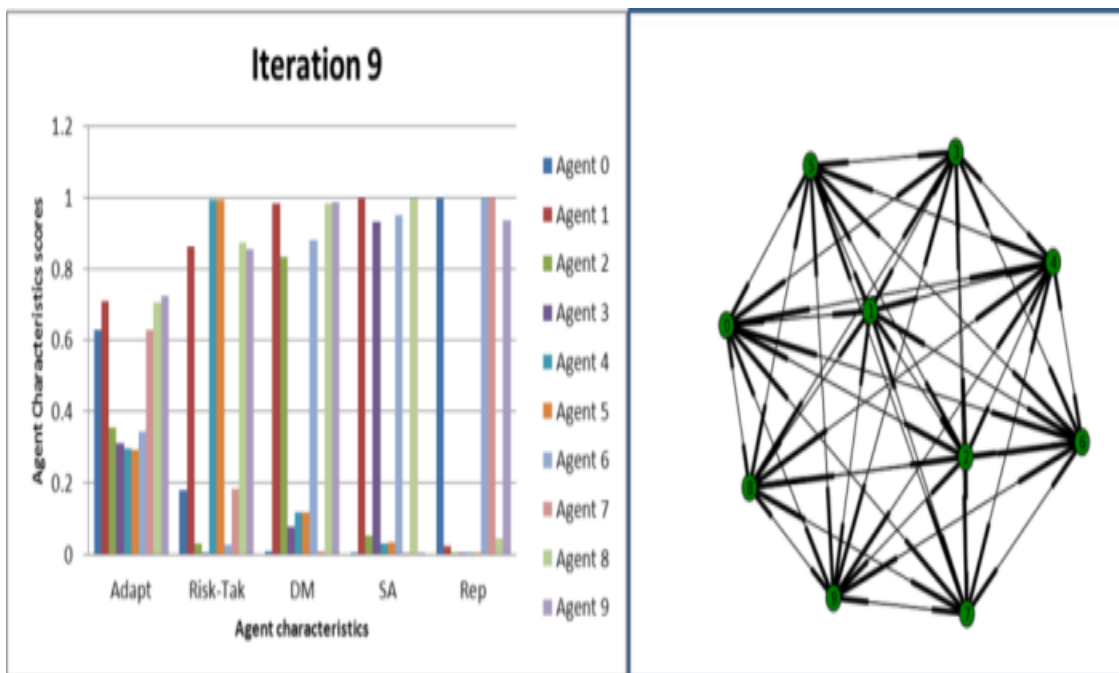 Iteration 9
1.2
1
0.8
0.6
0.4
0.2
0
Agent Characteristics scores
Adapt Risk-Tak DM SA Rep
Agent characteristics
Agent 0
Agent 1
Agent 2
Agent 3
Agent 4
Agent 5
Agent 6
Agent 7
Agent 8
Agent 9
4
6